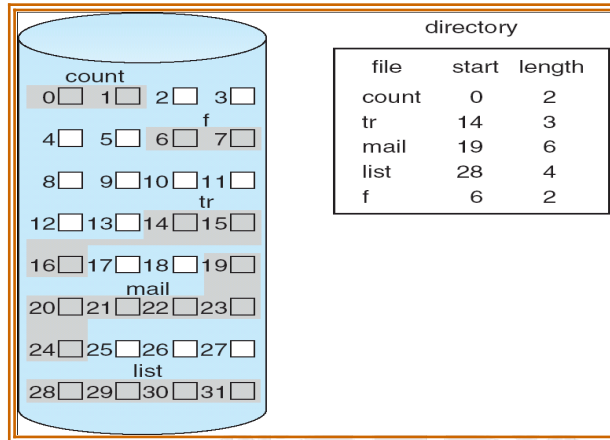 directory
file start length
count 0 2
tr 14 3
mail 19 6
list 28 4
f 6 2
count
0 1 2 3
f
4 5 6 7
8 9 10 11
tr
12 13 14 15
16 17 18 19
mail
20 21 22 23
24 25 26 27
list
28 29 30 31